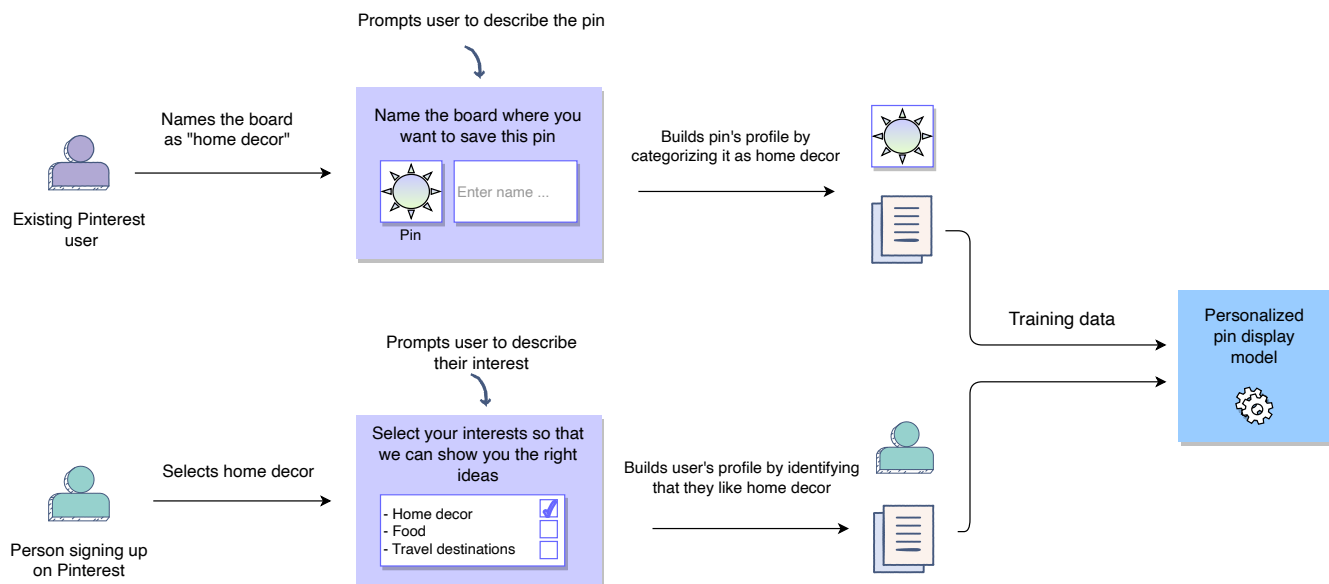 Prompts user to describe the pin
Names the board
as "home decor"
Name the board where you
want to save this pin
Enter name ...
Pin
Builds pin's profile by
categorizing it as home decor
Existing Pinterest
user
Training data
Personalized
pin display
model
Prompts user to describe
their interest
Selects home decor
Select your interests so that
we can show you the right
ideas
- Home decor
- Food
- Travel destinations
Builds user's profile by identifying
that they like home decor
Person signing up
on Pinterest